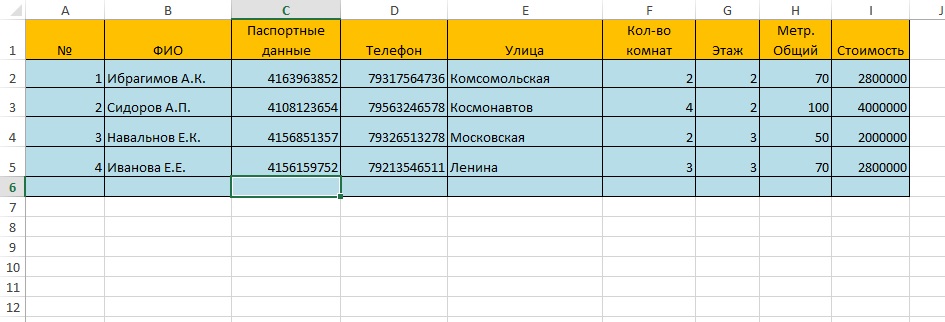 A B C D E F G H I J
1 № ФИО Паспортные данные Телефон Улица Кол-во комнат Этаж Метр. Общий Стоимость
2 1 Ибрагимов А.К. 4163963852 79317564736 Комсомольская 2 2 70 2800000
3 2 Сидоров А.П. 4108123654 79563246578 Космонавтов 4 2 100 4000000
4 3 Навальнов Е.К. 4156851357 79326513278 Московская 2 3 50 2000000
5 4 Иванова Е.Е. 4156159752 79213546511 Ленина 3 3 70 2800000
6
7
8
9
10
11
12